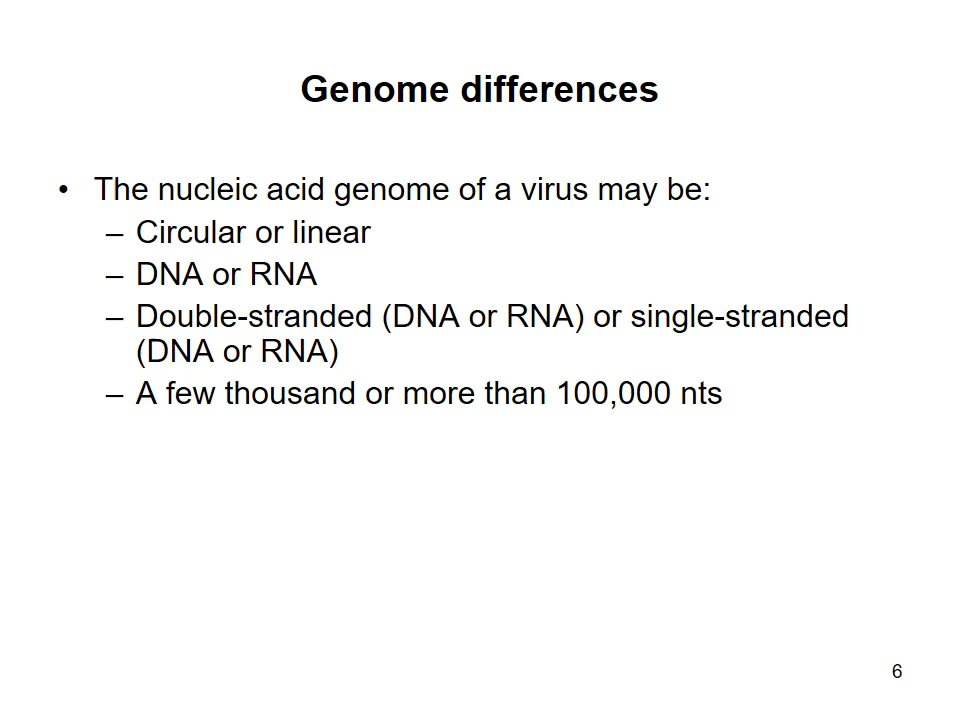 Genome differences
• The nucleic acid genome of a virus may be:
– Circular or linear
– DNA or RNA
– Double-stranded (DNA or RNA) or single-stranded
(DNA or RNA)
– A few thousand or more than 100,000 nts
6